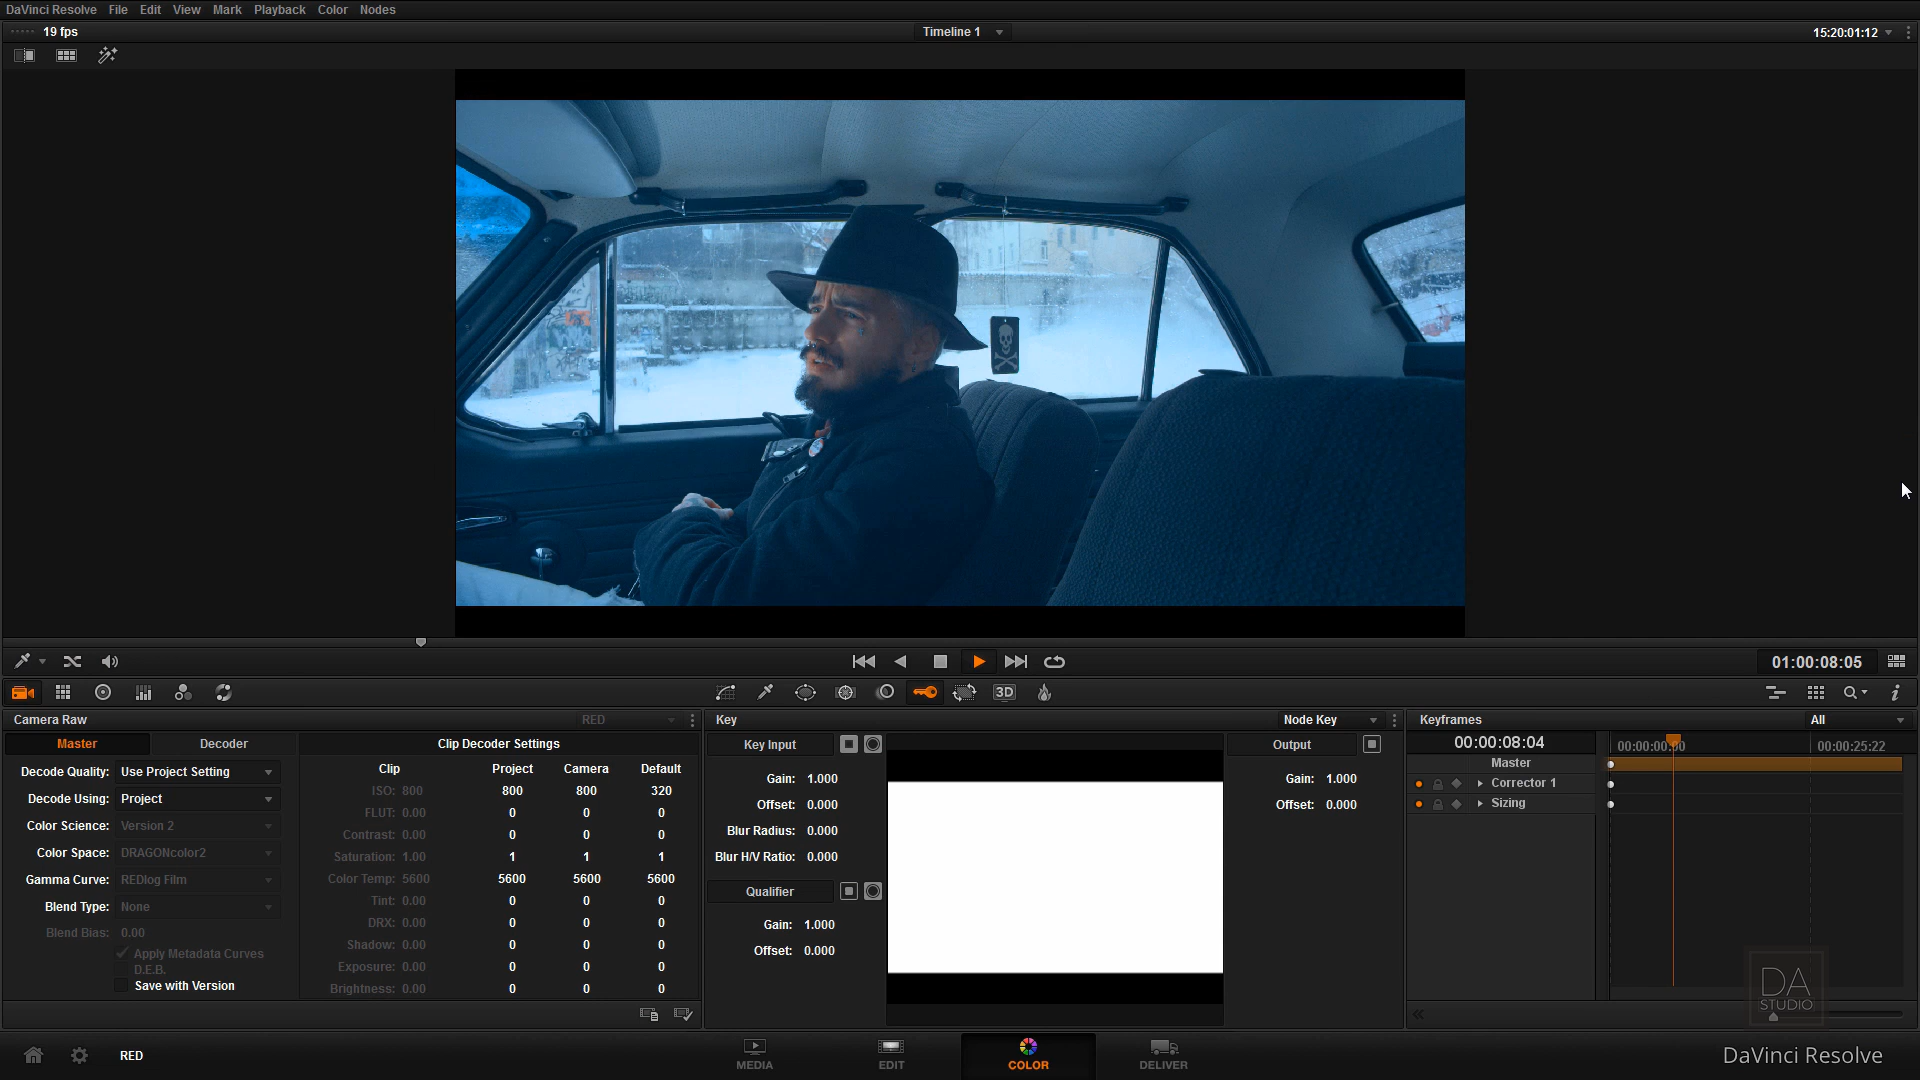 DaVinci Resolve File Edit View Mark Playback Color Nodes
19 fps Timeline 1 15:20:01:12
01:00:08:05
3D
Camera Raw RED
Master Decoder
Decode Quality: Use Project Setting
Decode Using: Project
Color Science: Version 2
Color Space: DRAGONcolor2
Gamma Curve: REDlog Film
Blend Type: None
Blend Bias: 0.00
Apply Metadata Curves
D.E.B.
Save with Version
Clip Decoder Settings
Clip Project Camera Default
ISO: 800 800 800 320
FLUT: 0.00 0 0 0
Contrast: 0.00 0 0 0
Saturation: 1.00 1 1 1
Color Temp: 5600 5600 5600 5600
Tint: 0.00 0 0 0
DRX: 0.00 0 0 0
Shadow: 0.00 0 0 0
Exposure: 0.00 0 0 0
Brightness: 0.00 0 0 0
Key Node Key
Key Input
Gain: 1.000
Offset: 0.000
Blur Radius: 0.000
Blur H/V Ratio: 0.000
Qualifier
Gain: 1.000
Offset: 0.000
Output
Gain: 1.000
Offset: 0.000
Keyframes All
00:00:08:04 00:00:00:00 00:00:25:22
Master
Corrector 1
Sizing
DA
STUDIO
RED
MEDIA EDIT COLOR DELIVER
DaVinci Resolve